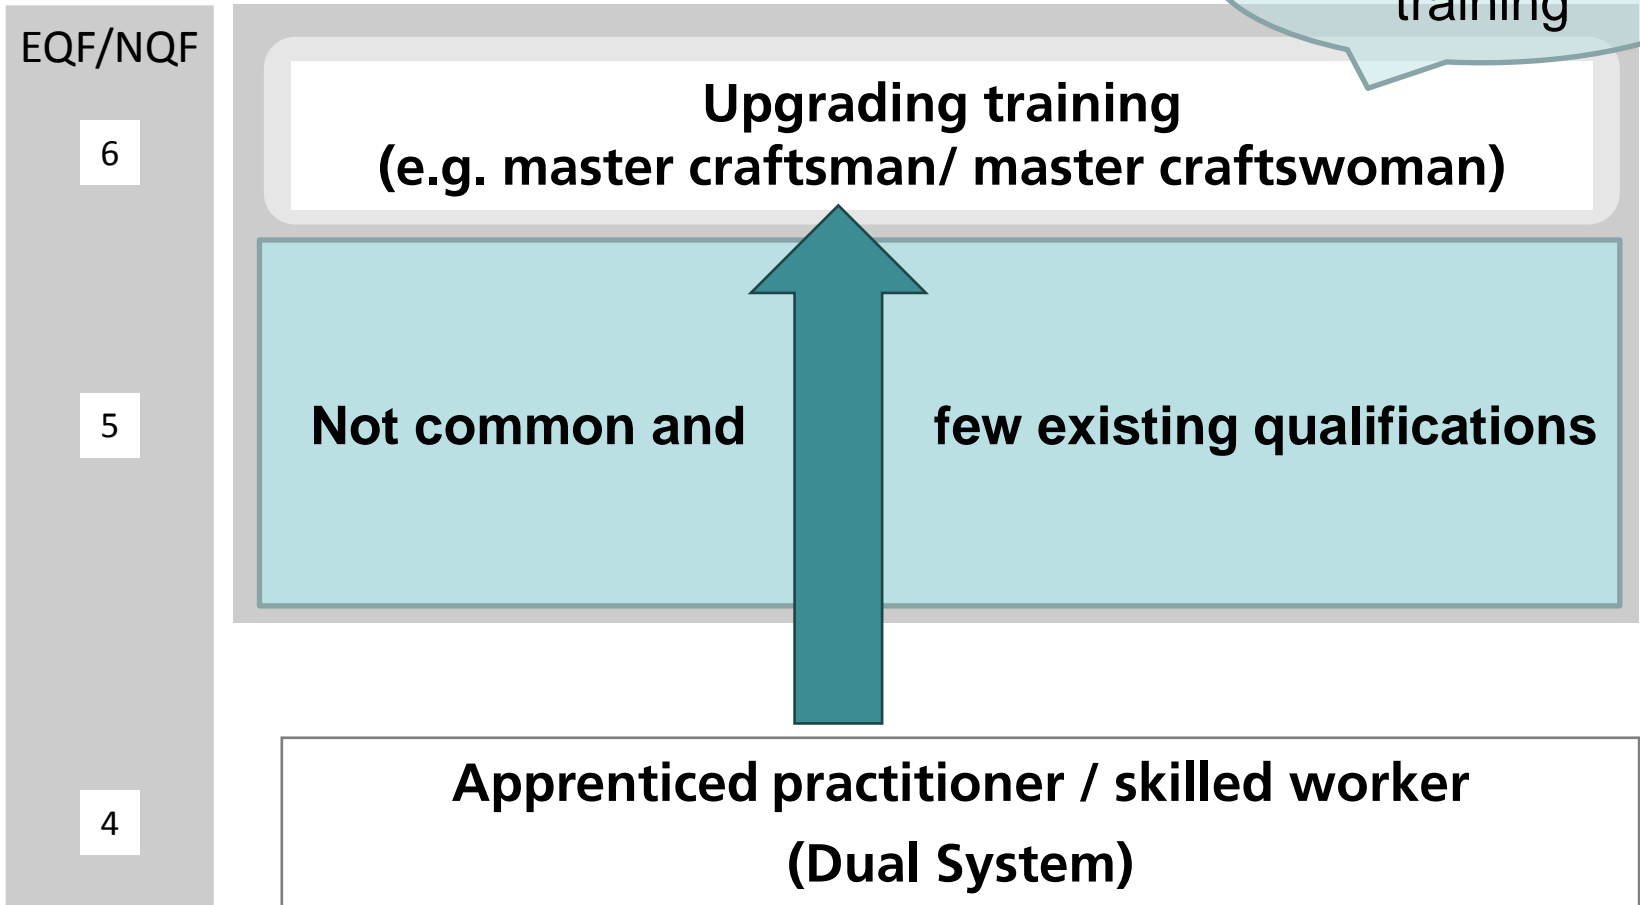 training
EQF/NQF
Upgrading training
(e.g. master craftsman/ master craftswoman)
6
Not common and few existing qualifications
5
Apprenticed practitioner / skilled worker
(Dual System)
4